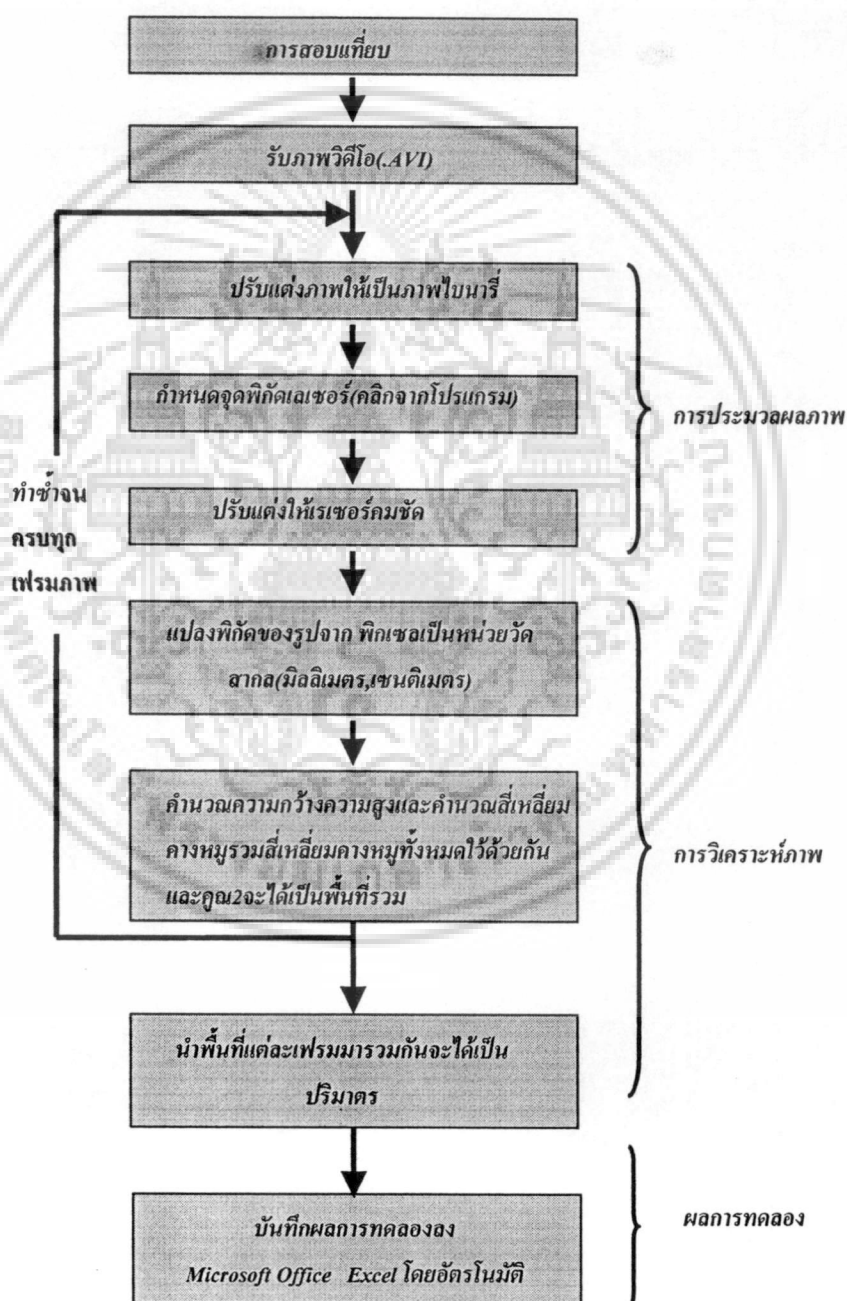 การสอบแที่ยบ
รับภาพวิดีโอ(.AVI)
ปรับแต่งภาพให้เป็นภาพไบนารี่
กำหนดจุดพิกัดเลเซอร์(คลิกจากโปรแกรม)
ปรับแต่งให้เรเซอร์คมชัด
การประมวลผลภาพ
ทำซ้ำจน
ครบทุก
เฟรมภาพ
แปลงพิกัดของรูปจาก พิกเซลเป็นหน่วยวัด
สากล(มิลลิเมตร,เซนติเมตร)
คำนวณความกว้างความสูงและคำนวณสี่เหลี่ยม
คางหมูรวมสี่เหลี่ยมคางหมูทั้งหมดไว้ด้วยกัน
และคูณ2จะได้เป็นพื้นที่รวม
การวิเคราะห์ภาพ
นำพื้นที่แต่ละเฟรมมารวมกันจะได้เป็น
ปริมาตร
บันทึกผลการทดลองลง
Microsoft Office Excel โดยอัตรโนมัติ
ผลการทดลอง